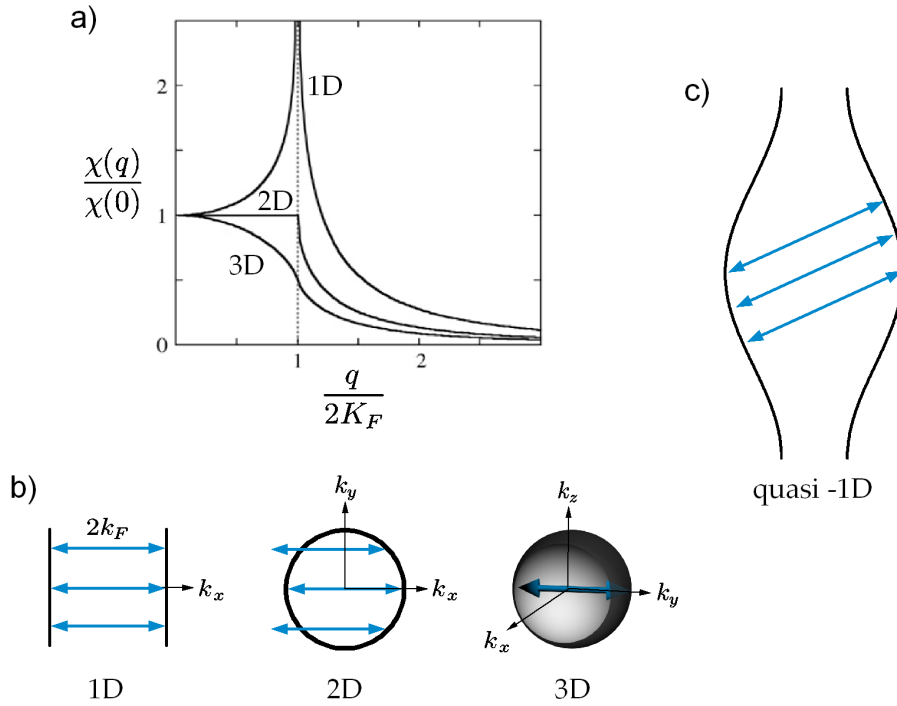 a)
2
1D
c)
χ(q)
χ(0)
2D
1
3D
0
1
2
q
2K_F
quasi -1D
b)
k_y
k_z
2k_F
k_x
k_x
k_y
k_x
1D
2D
3D